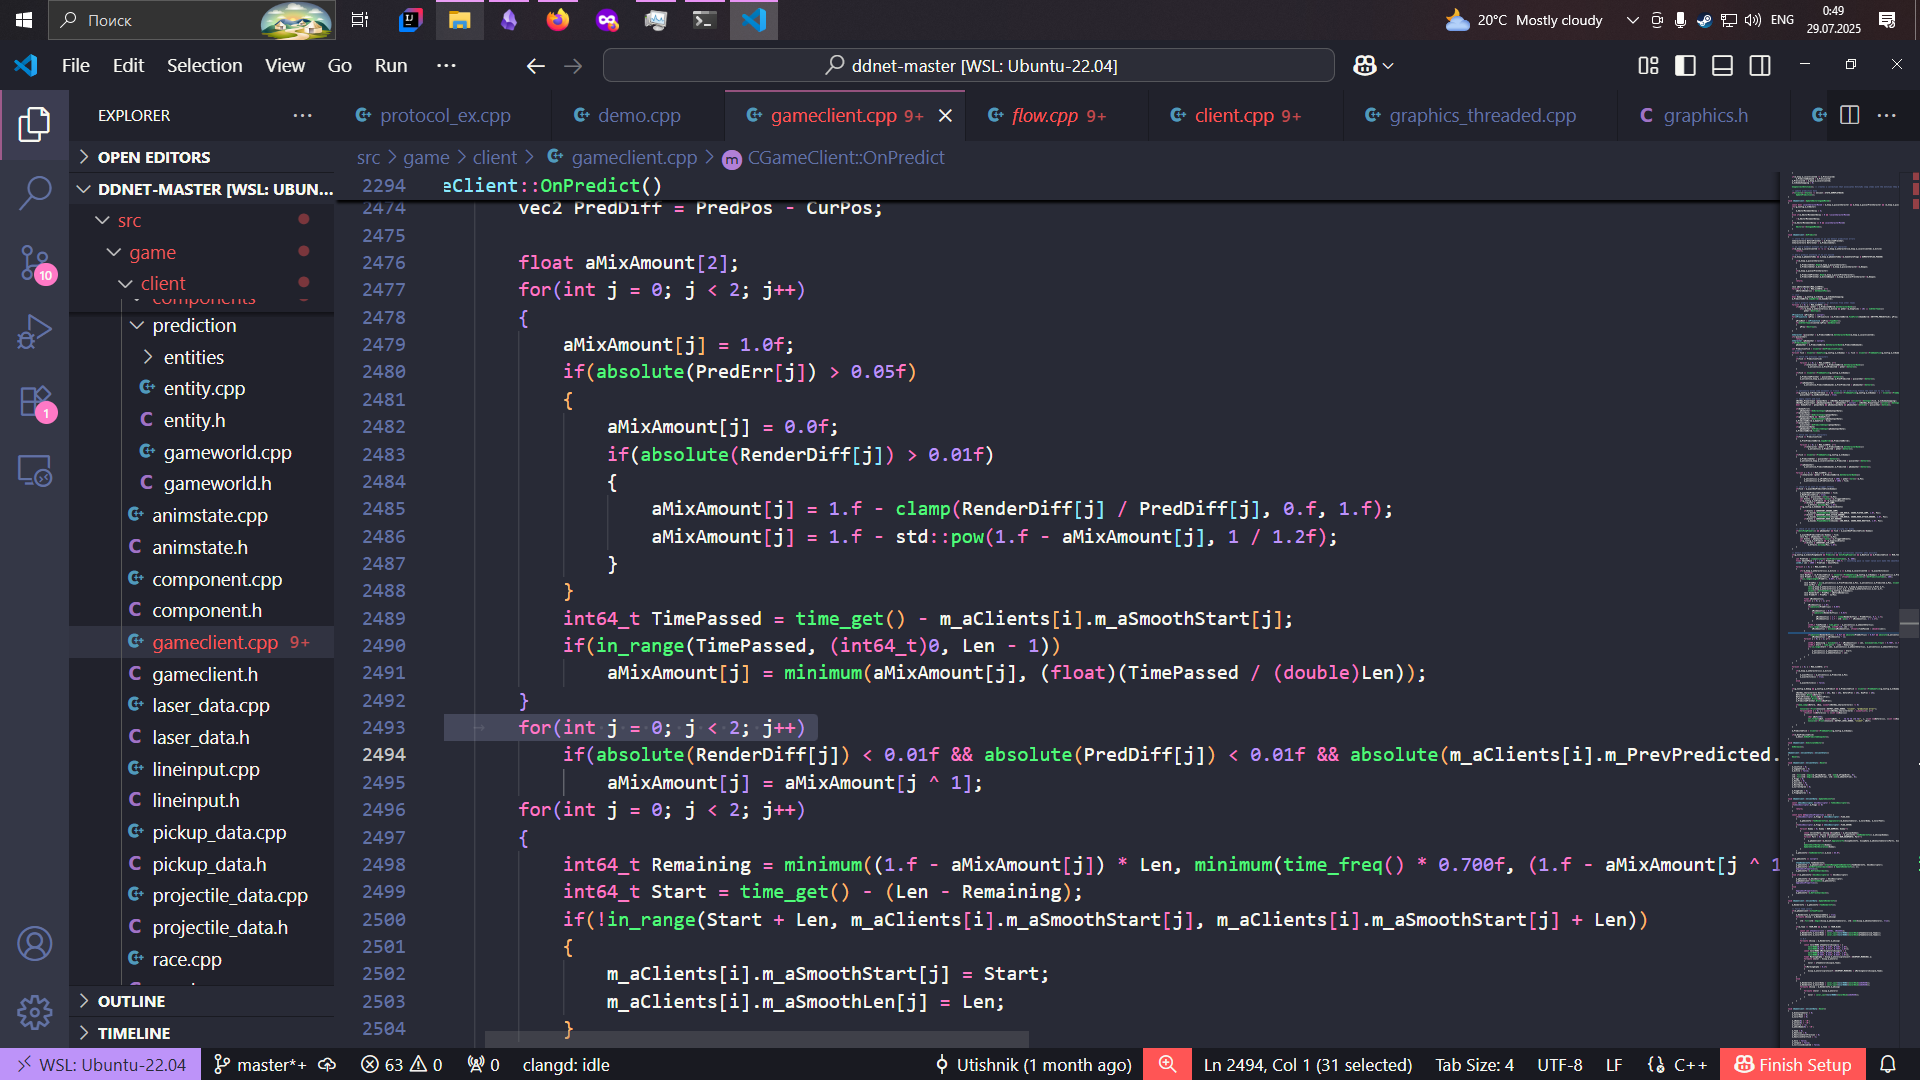 Поиск
20°C Mostly cloudy
ENG
0:49
29.07.2025
File Edit Selection View Go Run ···
ddnet-master [WSL: Ubuntu-22.04]
EXPLORER
protocol_ex.cpp
demo.cpp
gameclient.cpp 9+
flow.cpp 9+
client.cpp 9+
graphics_threaded.cpp
graphics.h
OPEN EDITORS
DDNET-MASTER [WSL: UBUN...
src
game
client
components
prediction
entities
entity.cpp
entity.h
gameworld.cpp
gameworld.h
animstate.cpp
animstate.h
component.cpp
component.h
gameclient.cpp 9+
gameclient.h
laser_data.cpp
laser_data.h
lineinput.cpp
lineinput.h
pickup_data.cpp
pickup_data.h
projectile_data.cpp
projectile_data.h
race.cpp
OUTLINE
TIMELINE
10
1
src > game > client > gameclient.cpp > CGameClient::OnPredict
2294 eClient::OnPredict()
2474 vec2 PredDiff = PredPos - CurPos;
2475
2476 float aMixAmount[2];
2477 for(int j = 0; j < 2; j++)
2478 {
2479 aMixAmount[j] = 1.0f;
2480 if(absolute(PredErr[j]) > 0.05f)
2481 {
2482 aMixAmount[j] = 0.0f;
2483 if(absolute(RenderDiff[j]) > 0.01f)
2484 {
2485 aMixAmount[j] = 1.f - clamp(RenderDiff[j] / PredDiff[j], 0.f, 1.f);
2486 aMixAmount[j] = 1.f - std::pow(1.f - aMixAmount[j], 1 / 1.2f);
2487 }
2488 }
2489 int64_t TimePassed = time_get() - m_aClients[i].m_aSmoothStart[j];
2490 if(in_range(TimePassed, (int64_t)0, Len - 1))
2491 aMixAmount[j] = minimum(aMixAmount[j], (float)(TimePassed / (double)Len));
2492 }
2493 for(int j = 0; j < 2; j++)
2494 if(absolute(RenderDiff[j]) < 0.01f && absolute(PredDiff[j]) < 0.01f && absolute(m_aClients[i].m_PrevPredicted.
2495 aMixAmount[j] = aMixAmount[j ^ 1];
2496 for(int j = 0; j < 2; j++)
2497 {
2498 int64_t Remaining = minimum((1.f - aMixAmount[j]) * Len, minimum(time_freq() * 0.700f, (1.f - aMixAmount[j ^ 1
2499 int64_t Start = time_get() - (Len - Remaining);
2500 if(!in_range(Start + Len, m_aClients[i].m_aSmoothStart[j], m_aClients[i].m_aSmoothStart[j] + Len))
2501 {
2502 m_aClients[i].m_aSmoothStart[j] = Start;
2503 m_aClients[i].m_aSmoothLen[j] = Len;
2504 }
WSL: Ubuntu-22.04 master*+ 63 0 0 clangd: idle Utishnik (1 month ago) Ln 2494, Col 1 (31 selected) Tab Size: 4 UTF-8 LF C++ Finish Setup